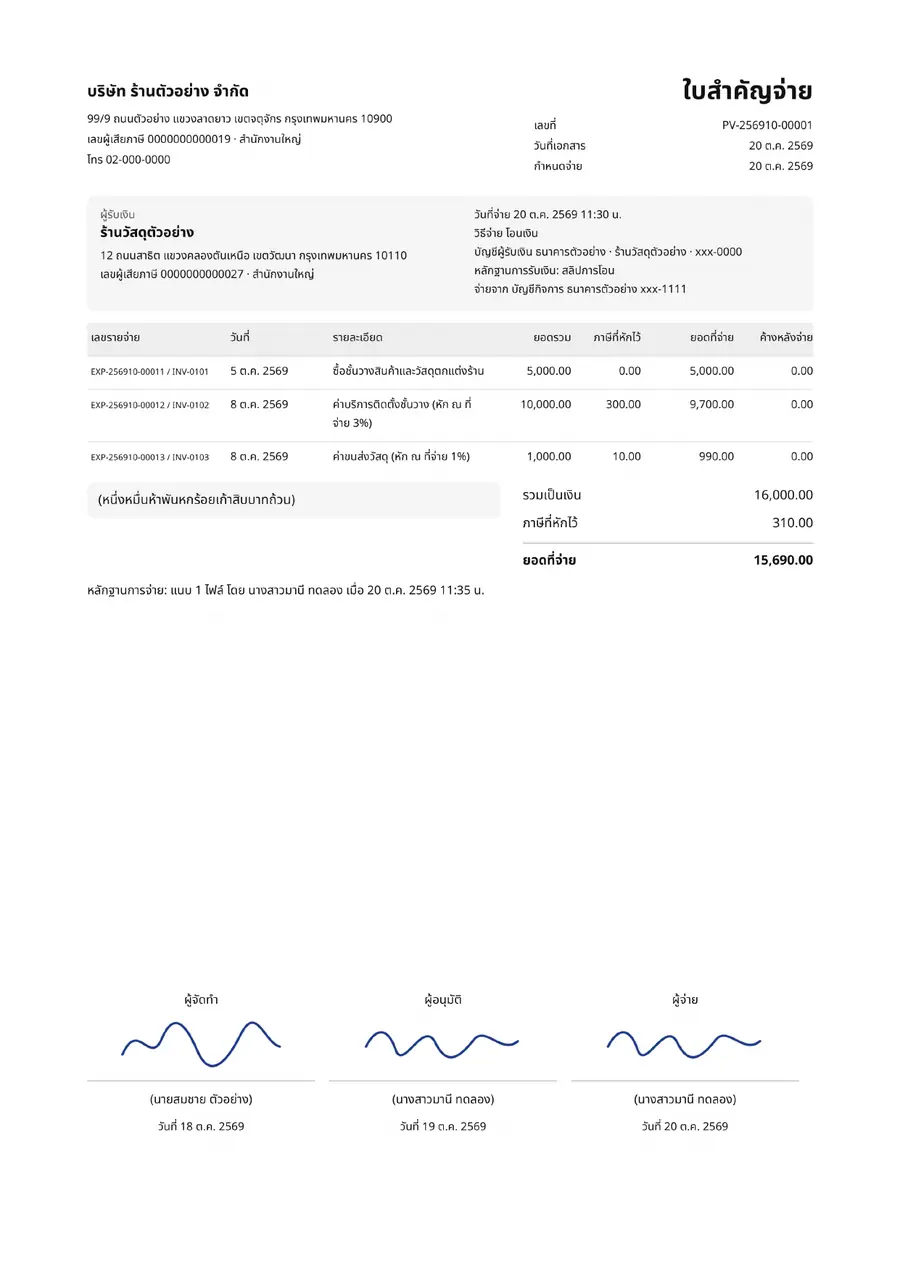 บริษัท ร้านตัวอย่าง จำกัด
ใบสำคัญจ่าย
99/9 ถนนตัวอย่าง แขวงลาดยาว เขตจตุจักร กรุงเทพมหานคร 10900
เลขผู้เสียภาษี 0000000000019 · สำนักงานใหญ่
โทร 02-000-0000
เลขที่ PV-256910-00001
วันที่เอกสาร 20 ต.ค. 2569
กำหนดจ่าย 20 ต.ค. 2569
ผู้รับเงิน
ร้านวัสดุตัวอย่าง
12 ถนนสาธิต แขวงคลองตันเหนือ เขตวัฒนา กรุงเทพมหานคร 10110
เลขผู้เสียภาษี 0000000000027 · สำนักงานใหญ่
วันที่จ่าย 20 ต.ค. 2569 11:30 น.
วิธีจ่าย โอนเงิน
บัญชีผู้รับเงิน ธนาคารตัวอย่าง · ร้านวัสดุตัวอย่าง · xxx-0000
หลักฐานการรับเงิน: สลิปการโอน
จ่ายจาก บัญชีกิจการ ธนาคารตัวอย่าง xxx-1111
เลขรายจ่าย วันที่ รายละเอียด ยอดรวม ภาษีที่หักไว้ ยอดที่จ่าย ค้างหลังจ่าย
EXP-256910-00011 / INV-0101 5 ต.ค. 2569 ซื้อชั้นวางสินค้าและวัสดุตกแต่งร้าน 5,000.00 0.00 5,000.00 0.00
EXP-256910-00012 / INV-0102 8 ต.ค. 2569 ค่าบริการติดตั้งชั้นวาง (หัก ณ ที่ 10,000.00 300.00 9,700.00 0.00
จ่าย 3%)
EXP-256910-00013 / INV-0103 8 ต.ค. 2569 ค่าขนส่งวัสดุ (หัก ณ ที่จ่าย 1%) 1,000.00 10.00 990.00 0.00
(หนึ่งหมื่นห้าพันหกร้อยเก้าสิบบาทถ้วน)
รวมเป็นเงิน 16,000.00
ภาษีที่หักไว้ 310.00
ยอดที่จ่าย 15,690.00
หลักฐานการจ่าย: แนบ 1 ไฟล์ โดย นางสาวมานี ทดลอง เมื่อ 20 ต.ค. 2569 11:35 น.
ผู้จัดทำ ผู้อนุมัติ ผู้จ่าย
(นายสมชาย ตัวอย่าง) (นางสาวมานี ทดลอง) (นางสาวมานี ทดลอง)
วันที่ 18 ต.ค. 2569 วันที่ 19 ต.ค. 2569 วันที่ 20 ต.ค. 2569